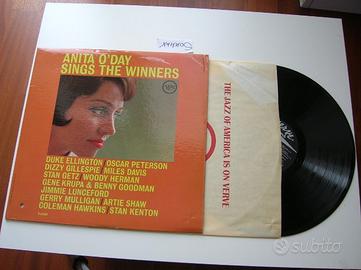 ANITA O'DAY
SINGS THE WINNERS
DUKE ELLINGTON/OSCAR PETERSON
DIZZY GILLESPIE/MILES DAVIS
STAN GETZ/WOODY HERMAN
GENE KRUPA & BENNY GOODMAN
JIMMIE LUNCEFORD
GERRY MULLIGAN/ARTIE SHAW
COLEMAN HAWKINS/STAN KENTON
THE JAZZ OF AMERICA IS ON VERVE
subito